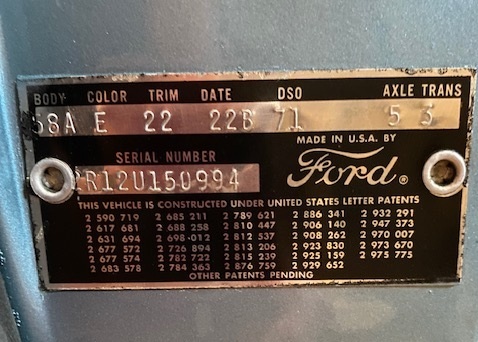 BODY COLOR TRIM DATE DSO AXLE TRANS
58A E 22 22B 71 5 3
SERIAL NUMBER
R12U150994
MADE IN U.S.A. BY
Ford®
THIS VEHICLE IS CONSTRUCTED UNDER UNITED STATES LETTER PATENTS
2 590 719 2 685 211 2 789 621 2 886 341 2 932 291
2 617 681 2 688 258 2 810 447 2 906 140 2 947 373
2 631 694 2 698-012 2 812 537 2 908 262 2 970 007
2 677 572 2 726 894 2 813 206 2 923 830 2 973 670
2 677 574 2 782 722 2 815 239 2 925 159 2 975 775
2 683 578 2 784 363 2 876 759 2 929 652
OTHER PATENTS PENDING